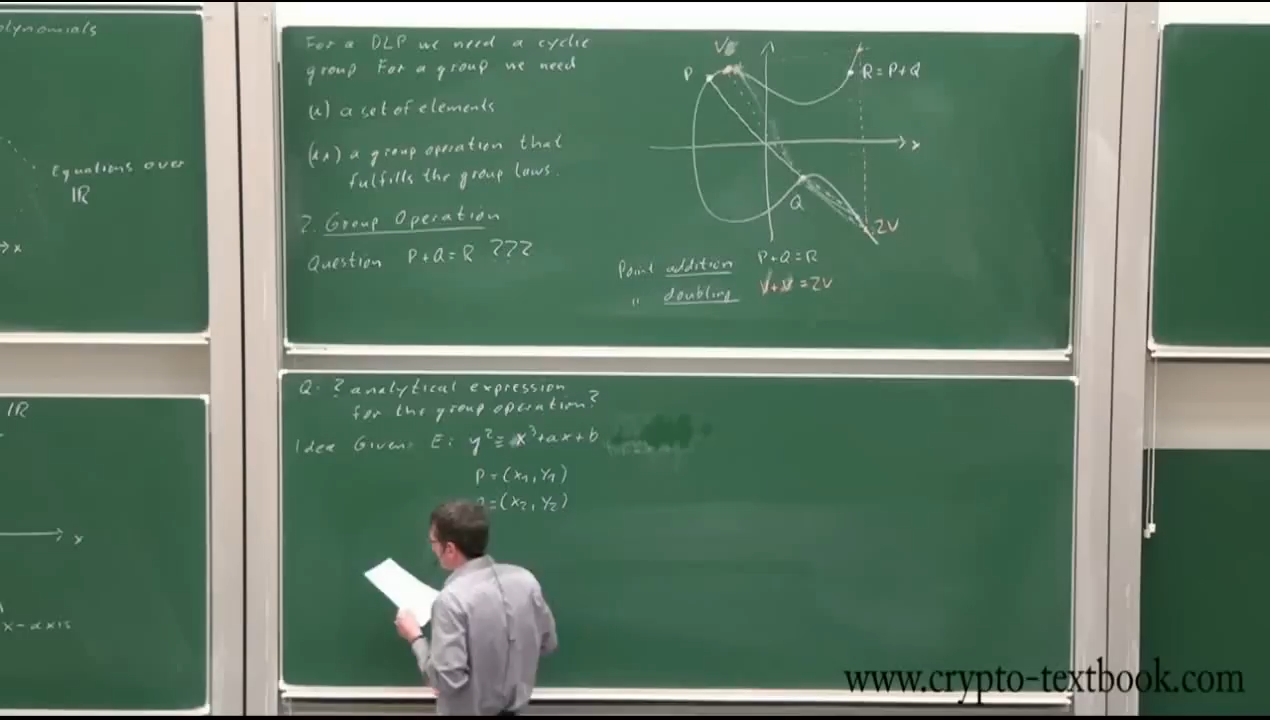 olynomials
Equations over
IR
x
IR
x
x-axis
For a DLP we need a cyclic
group For a group we need
(i) a set of elements
(ii) a group operation that
fulfills the group laws.
2. Group Operation
Question P+Q=R ???
V
P
R=P+Q
x
Q
2V
Point addition P+Q=R
" doubling V+V=2V
Q: ? analytical expression
for the group operation?
Idea Given: E: y²≡x³+ax+b
P=(x₁,y₁)
=(x₂,y₂)
www.crypto-textbook.com